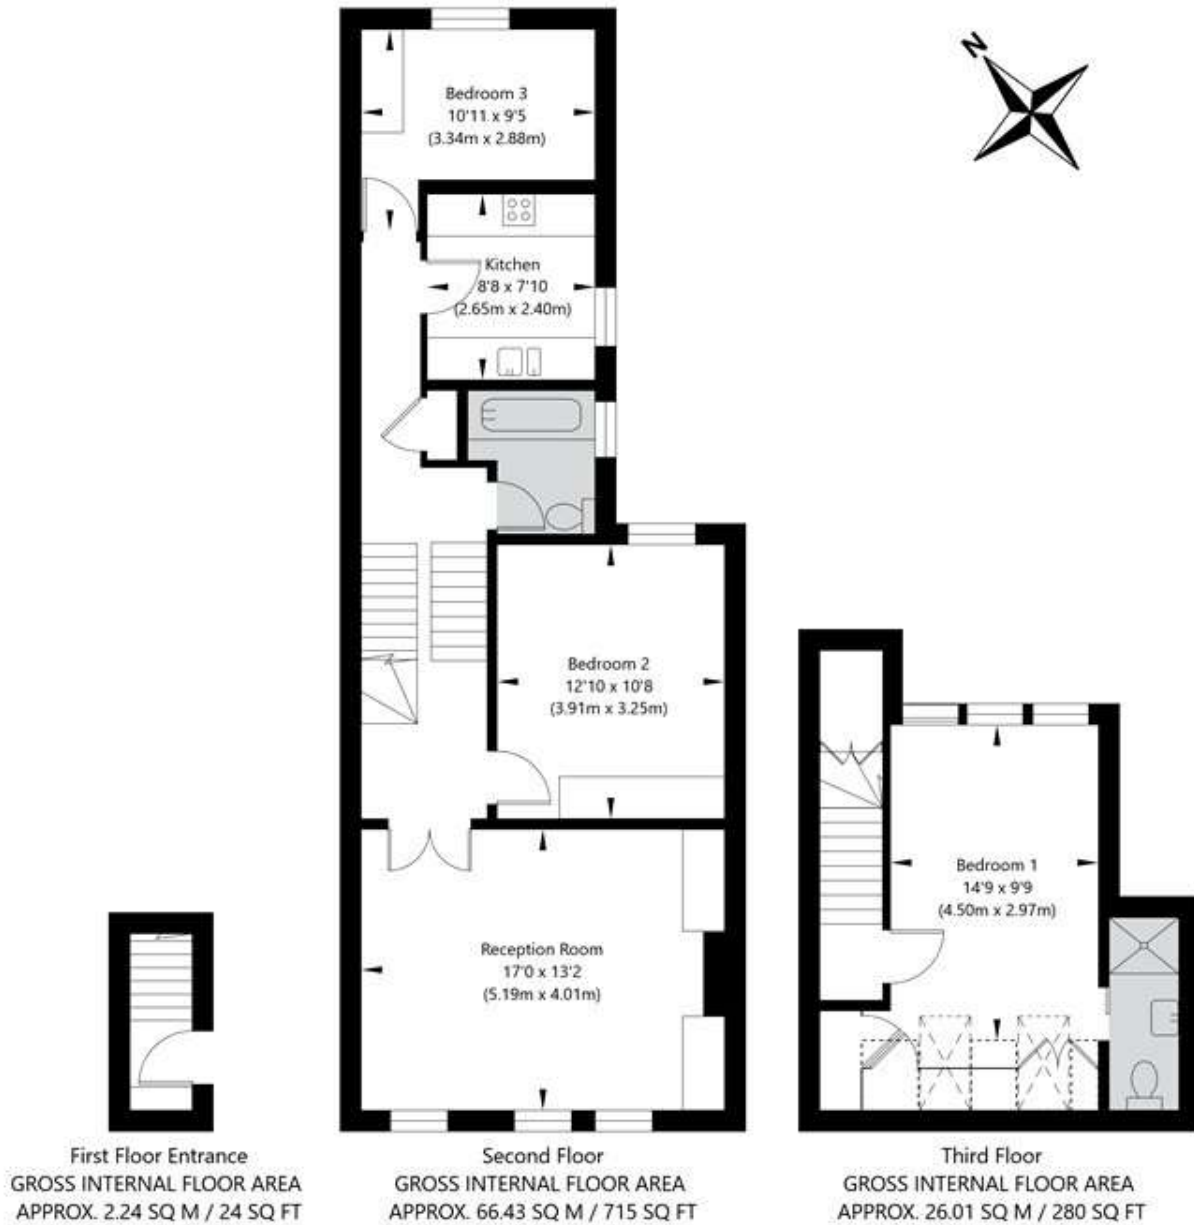 N
Bedroom 3
10'11 x 9'5
(3.34m x 2.88m)
Kitchen
8'8 x 7'10
(2.65m x 2.40m)
Bedroom 2
12'10 x 10'8
(3.91m x 3.25m)
Reception Room
17'0 x 13'2
(5.19m x 4.01m)
Bedroom 1
14'9 x 9'9
(4.50m x 2.97m)
First Floor Entrance
GROSS INTERNAL FLOOR AREA
APPROX. 2.24 SQ M / 24 SQ FT
Second Floor
GROSS INTERNAL FLOOR AREA
APPROX. 66.43 SQ M / 715 SQ FT
Third Floor
GROSS INTERNAL FLOOR AREA
APPROX. 26.01 SQ M / 280 SQ FT